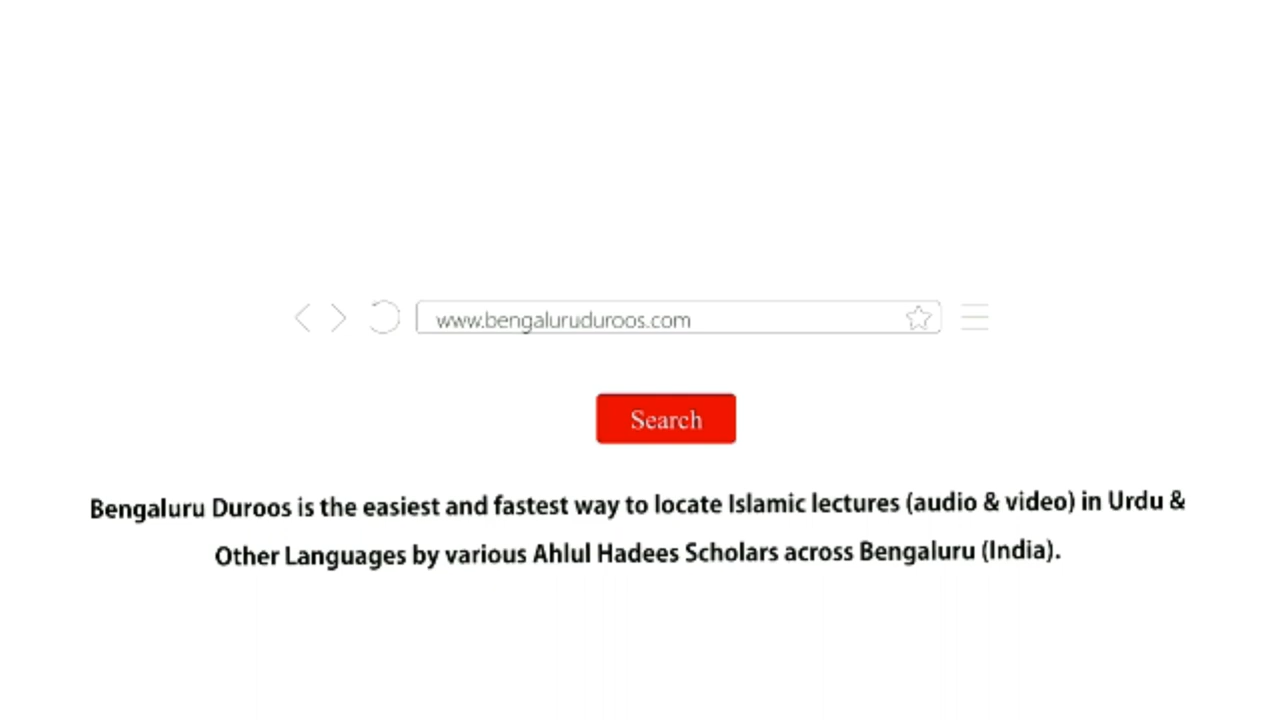 www.bengaluruduroos.com
Search
Bengaluru Duroos is the easiest and fastest way to locate Islamic lectures (audio & video) in Urdu &
Other Languages by various Ahlul Hadees Scholars across Bengaluru (India).